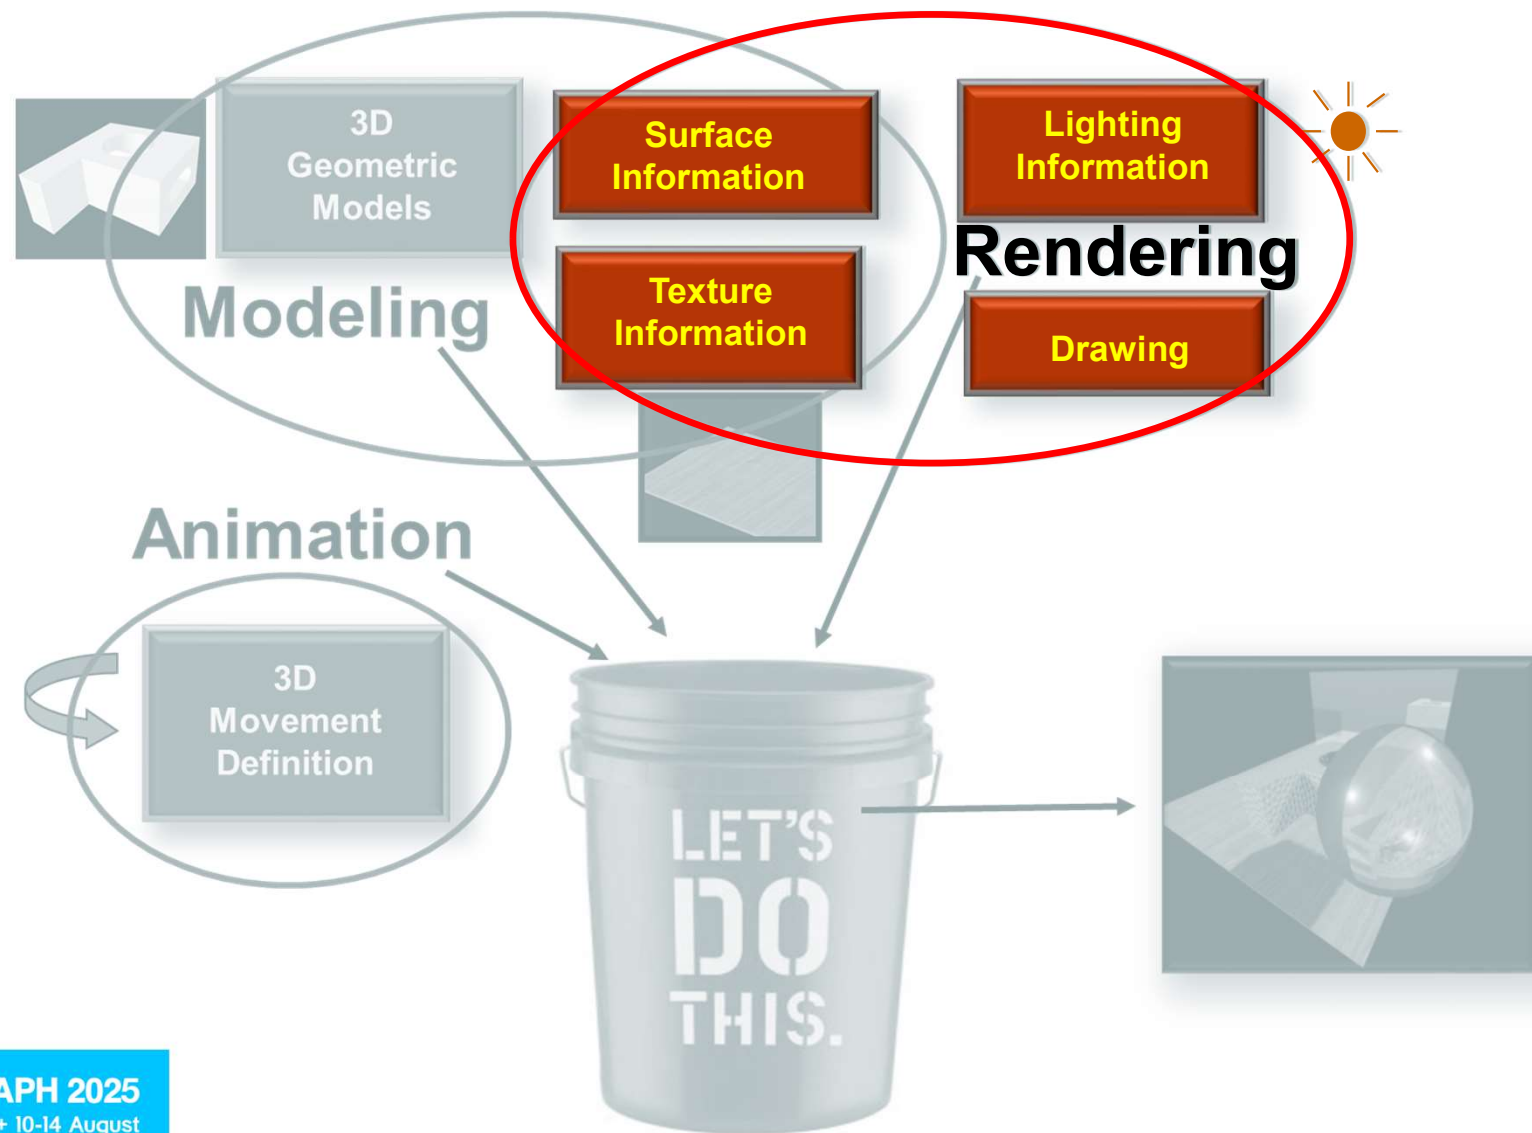 3D
Geometric
Models
Surface
Information
Lighting
Information
Rendering
Texture
Information
Drawing
Modeling
Animation
3D
Movement
Definition
LET'S
DO
THIS.
APH 2025
+ 10-14 August